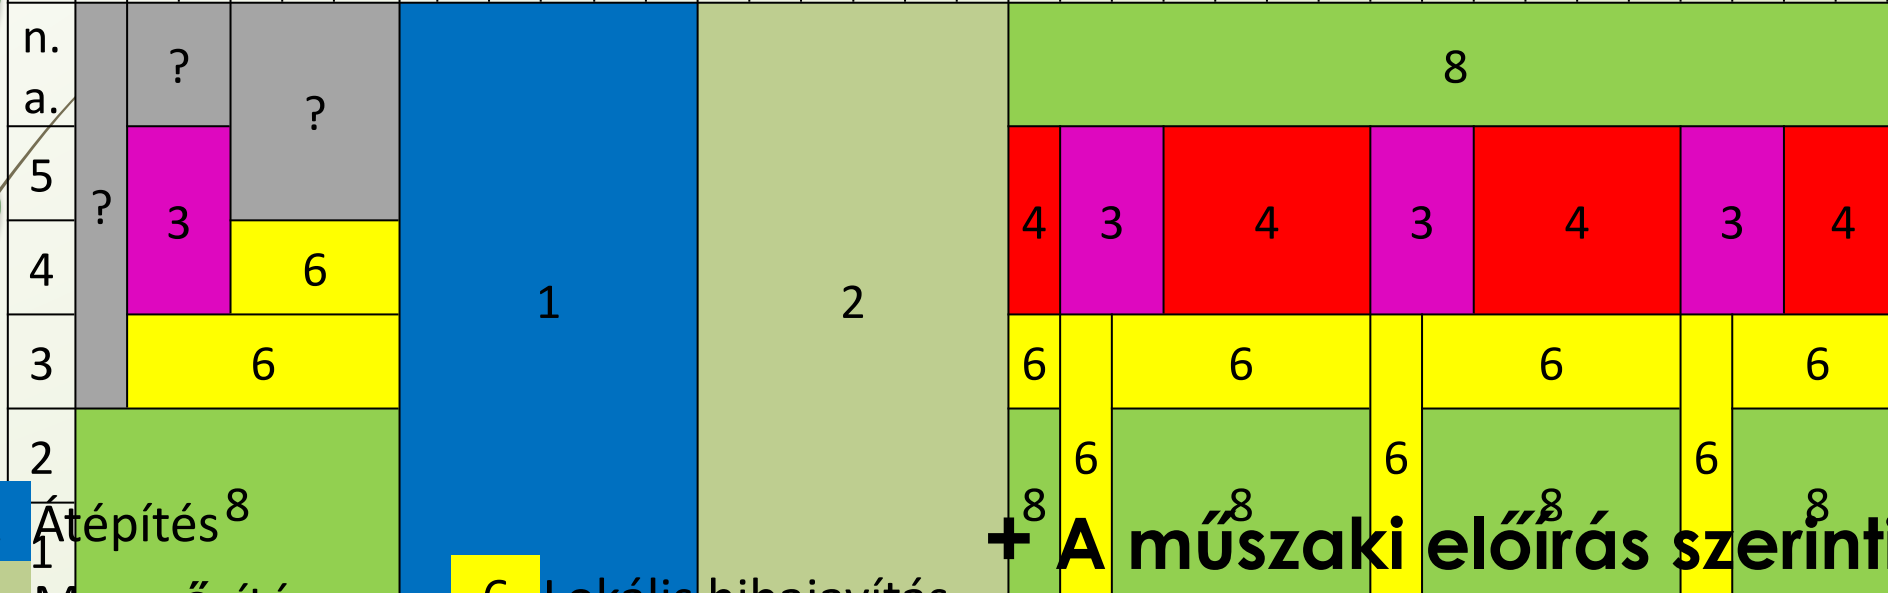 n.
a.
? ? 8
5 ? 3 4 3 4 3 4 3 4
4 6 1 2
3 6 6 6 6 6
2 6 6 6
8 8 8 8 8
Átépítés
1
+ A műszaki előírás szerinti